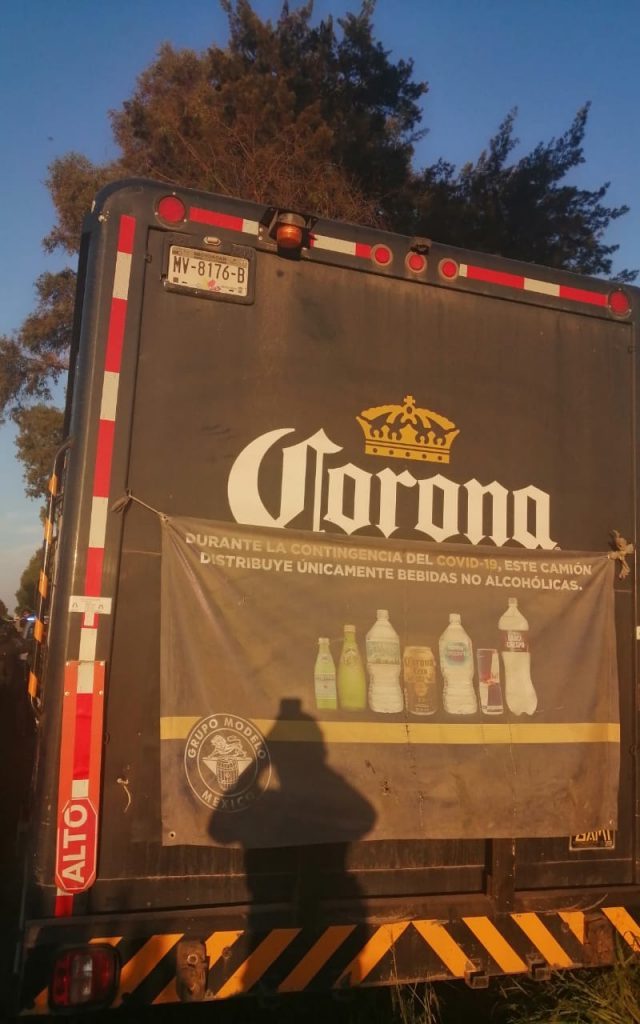 MV-8176-B
Corona
DURANTE LA CONTINGENCIA DEL COVID-19, ESTE CAMIÓN
DISTRIBUYE ÚNICAMENTE BEBIDAS NO ALCOHÓLICAS.
GRUPO MODELO
MÉXICO
ALTO